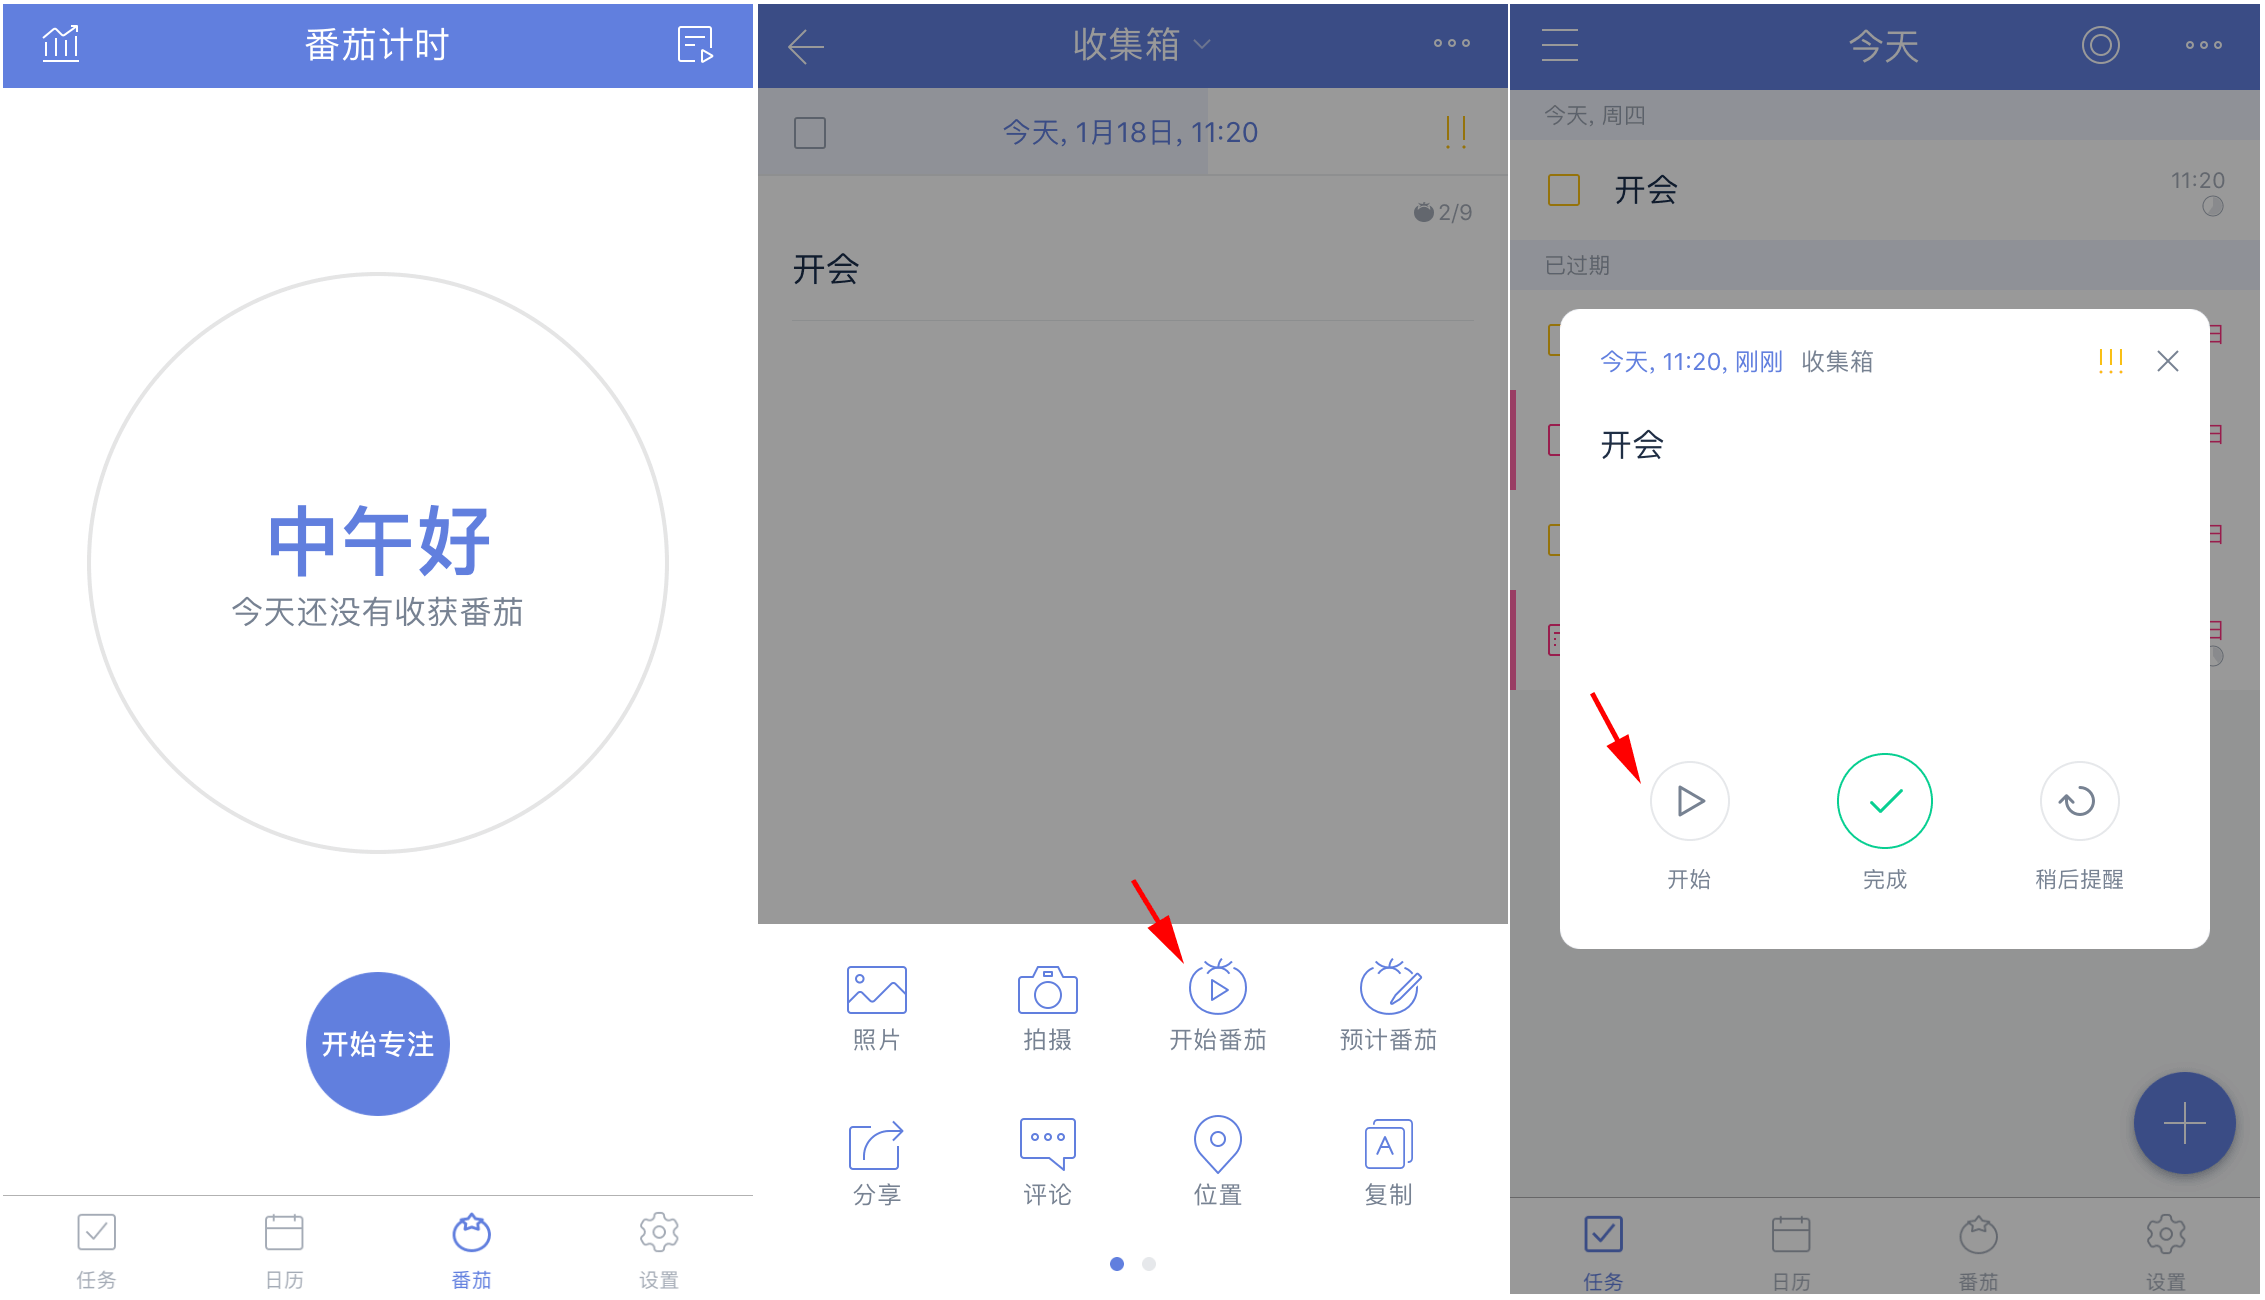 番茄计时
中午好
今天还没有收获番茄
开始专注
任务
日历
番茄
设置
收集箱
今天, 1月18日, 11:20
!!
2/9
开会
照片
拍摄
开始番茄
预计番茄
分享
评论
位置
复制
今天
今天, 周四
开会
11:20
已过期
日
日
日
日
今天, 11:20, 刚刚 收集箱
!!!
开会
开始
完成
稍后提醒
任务
日历
番茄
设置